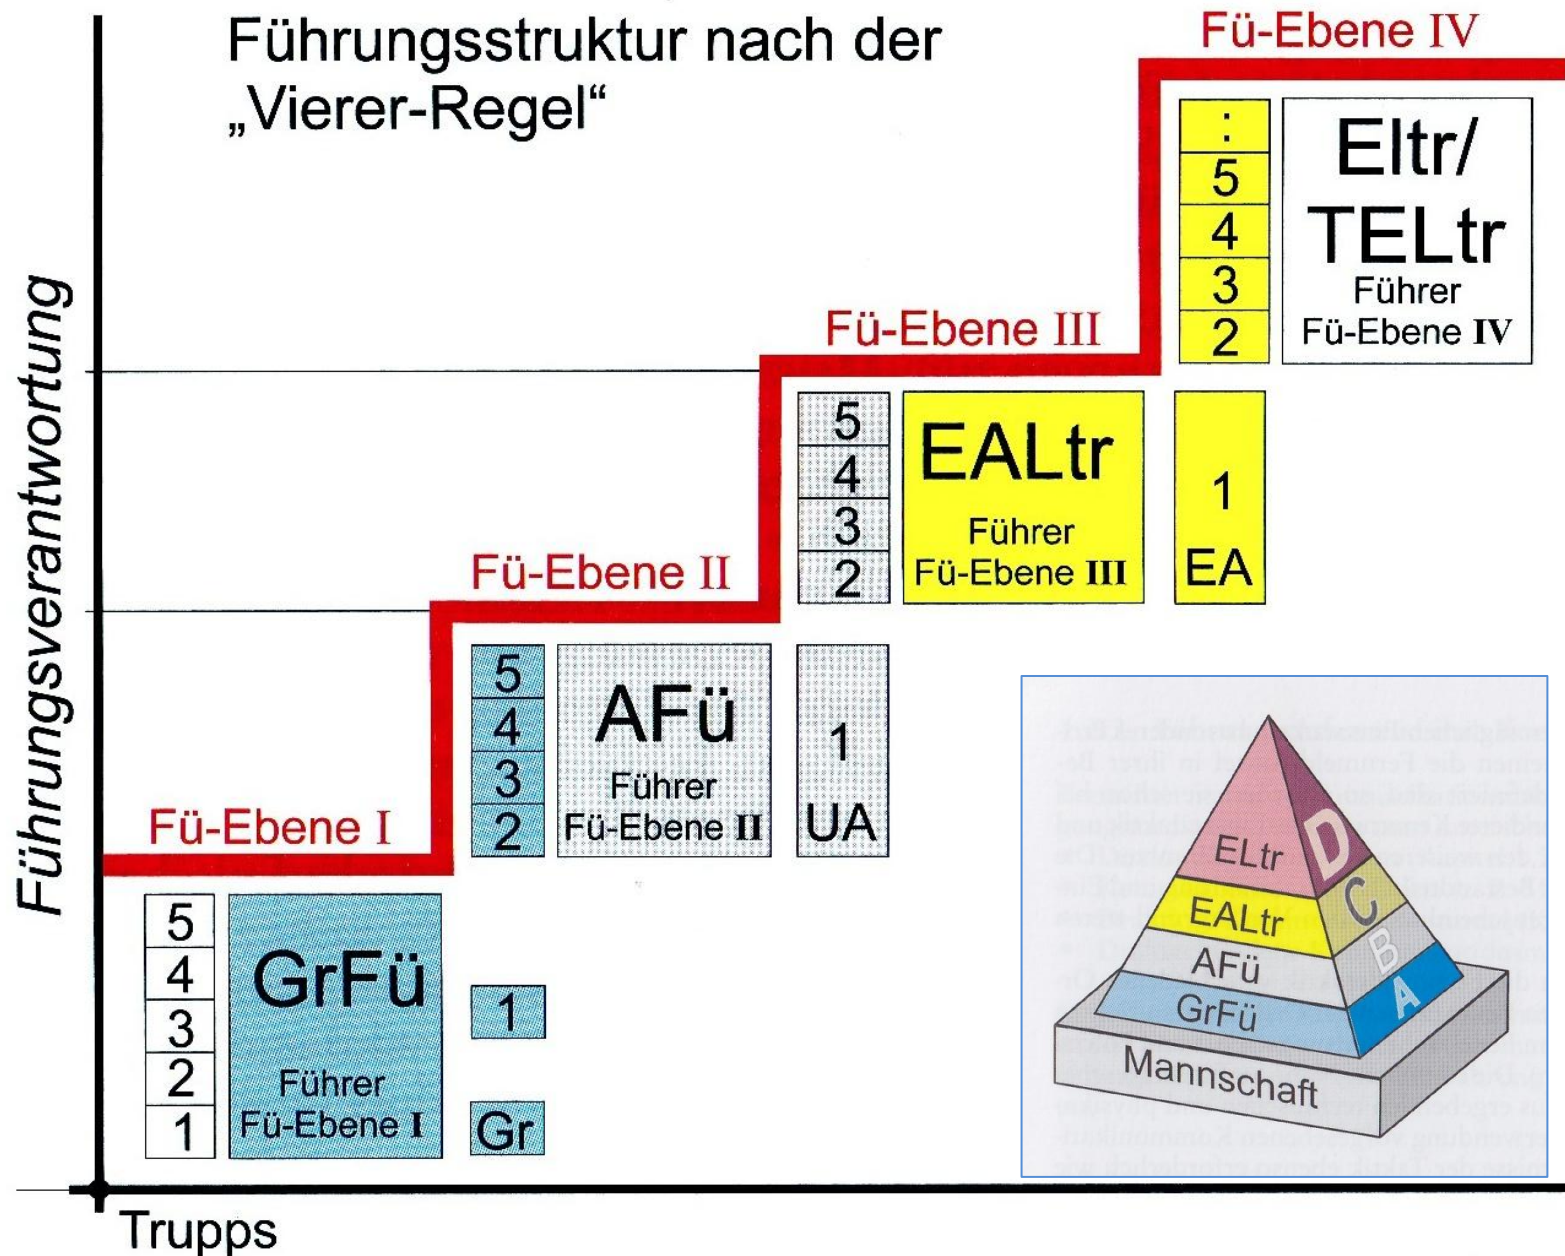 Führungsstruktur nach der
„Vierer-Regel“
Führungsverantwortung
Trupps
Fü-Ebene I
5
4
3
2
1
GrFü
Führer
Fü-Ebene I
1
Gr
Fü-Ebene II
5
4
3
2
AFü
Führer
Fü-Ebene II
1
UA
Fü-Ebene III
5
4
3
2
EALtr
Führer
Fü-Ebene III
1
EA
Fü-Ebene IV
:
5
4
3
2
Eltr/
TELtr
Führer
Fü-Ebene IV
ELtr
D
EALtr
C
AFü
B
GrFü
A
Mannschaft